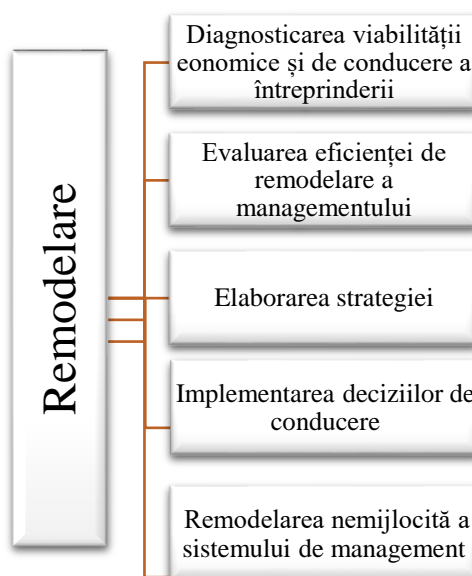 Remodelare
Diagnosticarea viabilității
eonomice și de conducere a
întreprinderii
Evaluarea eficienței de
remodelare a
managementului
Elaborarea strategiei
Implementarea deciziilor de
conducere
Remodelarea nemijlocită a
sistemului de management